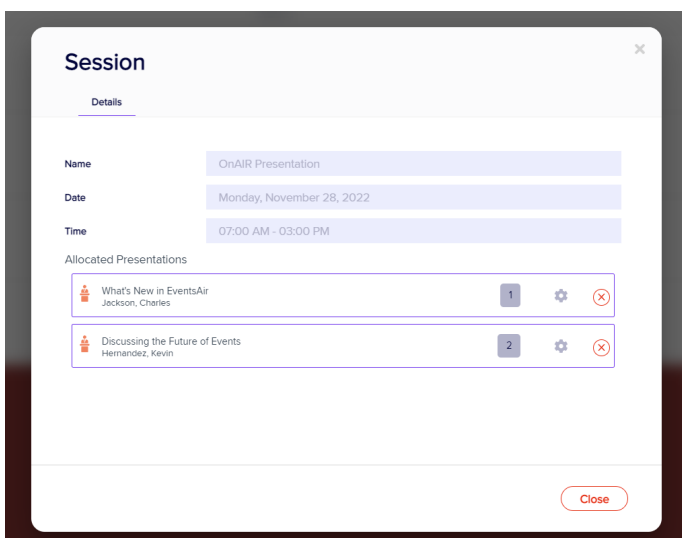 Session
Details
Name OnAIR Presentation
Date Monday, November 28, 2022
Time 07:00 AM - 03:00 PM
Allocated Presentations
What's New in EventsAir
Jackson, Charles
1
Discussing the Future of Events
Hernandez, Kevin
2
Close